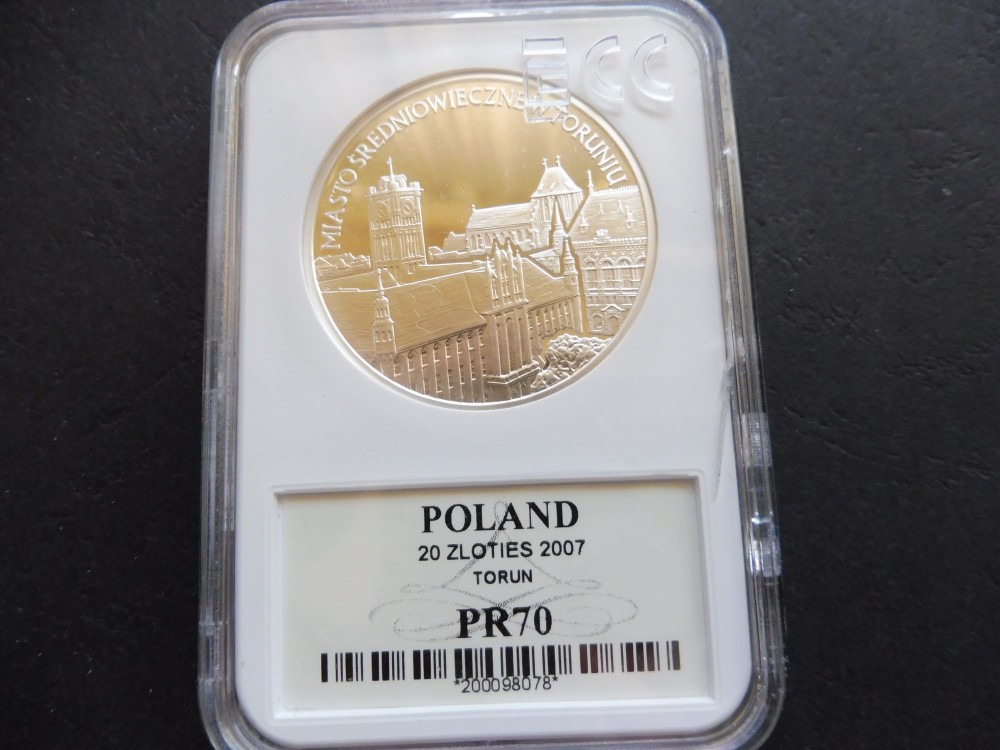 MIASTO ŚREDNIOWIECZNE W TORUNIU
POLAND
20 ZLOTIES 2007
TORUN
PR70
*200098078*